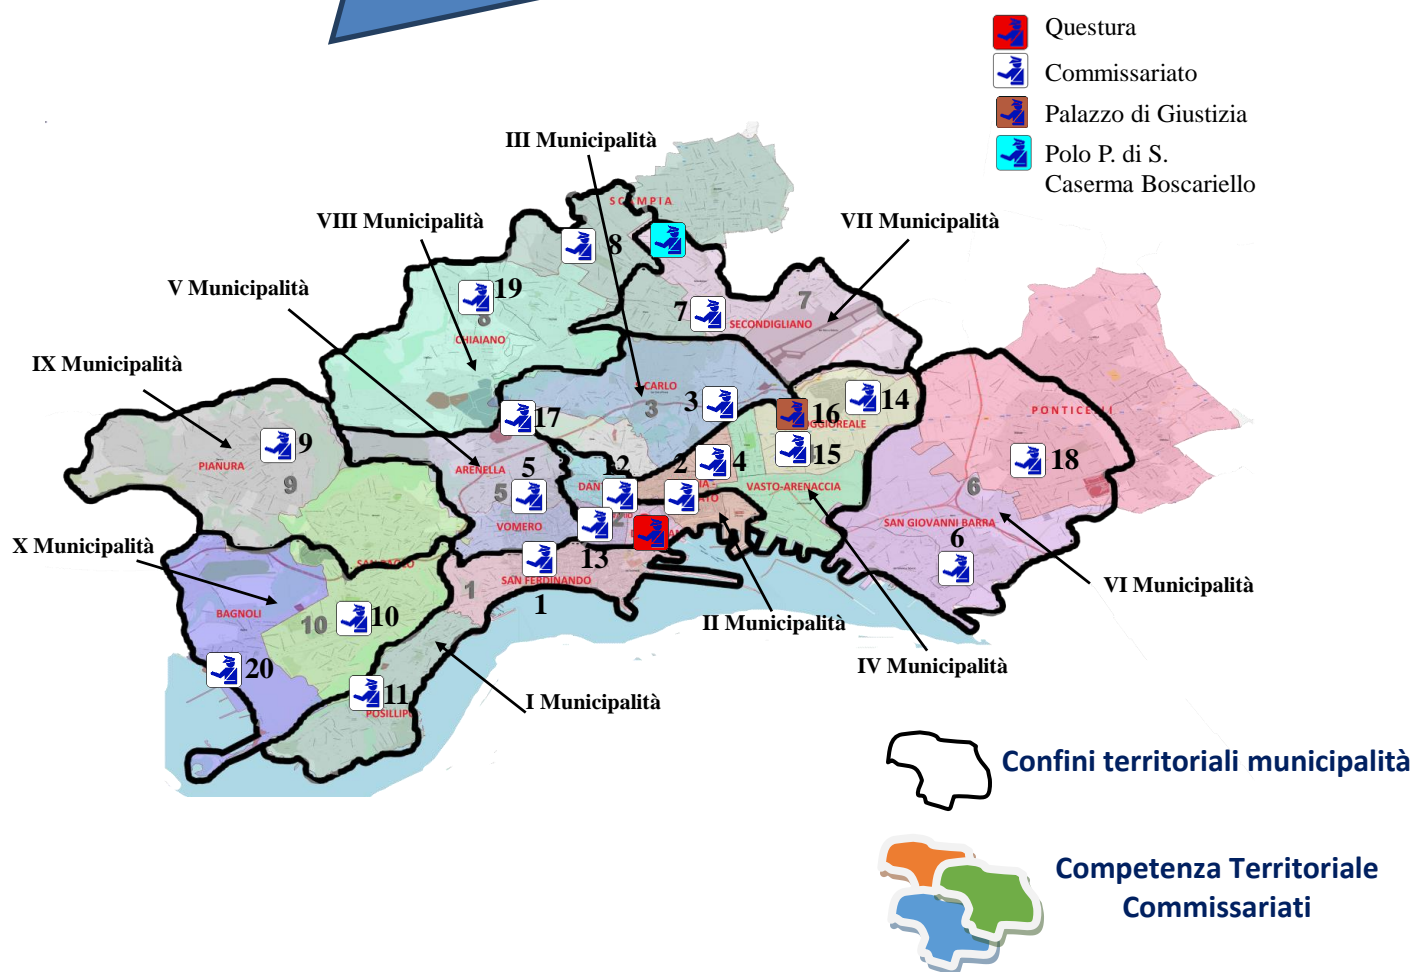 Questura
Commissariato
Palazzo di Giustizia
Polo P. di S.
Caserma Boscariello
III Municipalità
VIII Municipalità
VII Municipalità
V Municipalità
IX Municipalità
X Municipalità
SCAMPIA
8
19
8
CHIAIANO
7
7
SECONDIGLIANO
3
3
17
16
14
15
PONTICELLI
9
PIANURA
9
ARENELLA
5
5
VOMERO
12
2
4
VASTO-ARENACCIA
18
6
SAN GIOVANNI BARRA
6
2
13
SAN FERDINANDO
1
1
BAGNOLI
10
10
20
11
POSILLIPO
II Municipalità
VI Municipalità
IV Municipalità
I Municipalità
Confini territoriali municipalità
Competenza Territoriale
Commissariati